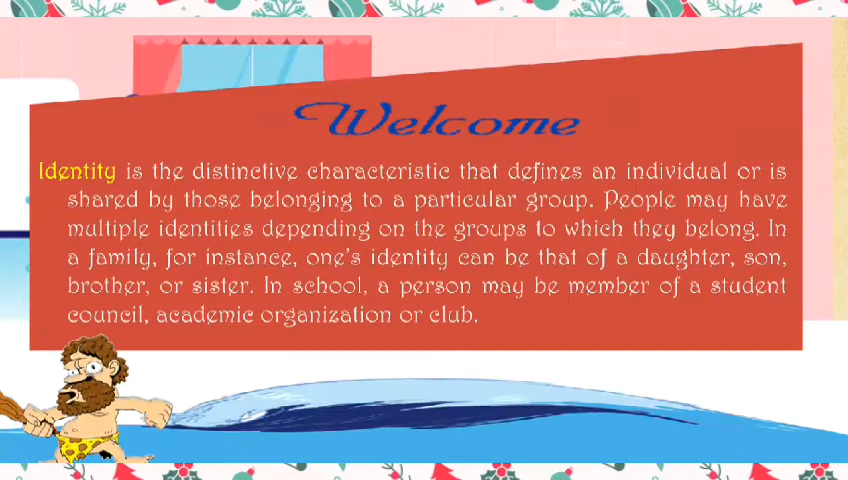 Welcome
Identity is the distinctive characteristic that defines an individual or is
shared by those belonging to a particular group. People may have
multiple identities depending on the groups to which they belong. In
a family, for instance, one's identity can be that of a daughter, son,
brother, or sister. In school, a person may be member of a student
council, academic organization or club.